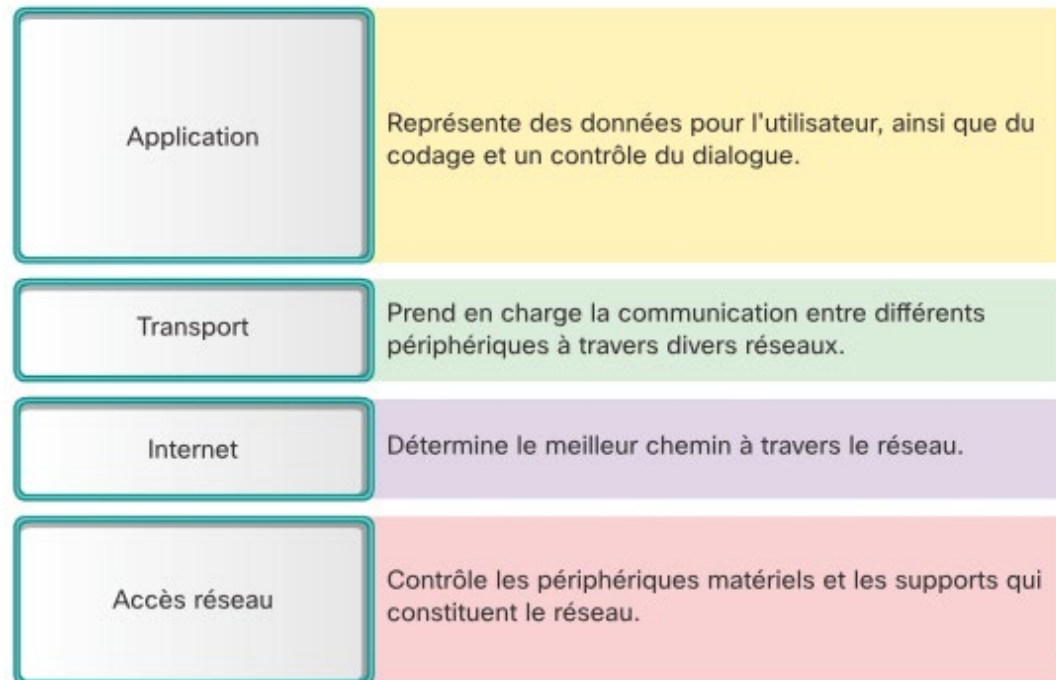 Application
Représente des données pour l'utilisateur, ainsi que du
codage et un contrôle du dialogue.
Transport
Prend en charge la communication entre différents
périphériques à travers divers réseaux.
Internet
Détermine le meilleur chemin à travers le réseau.
Accès réseau
Contrôle les périphériques matériels et les supports qui
constituent le réseau.